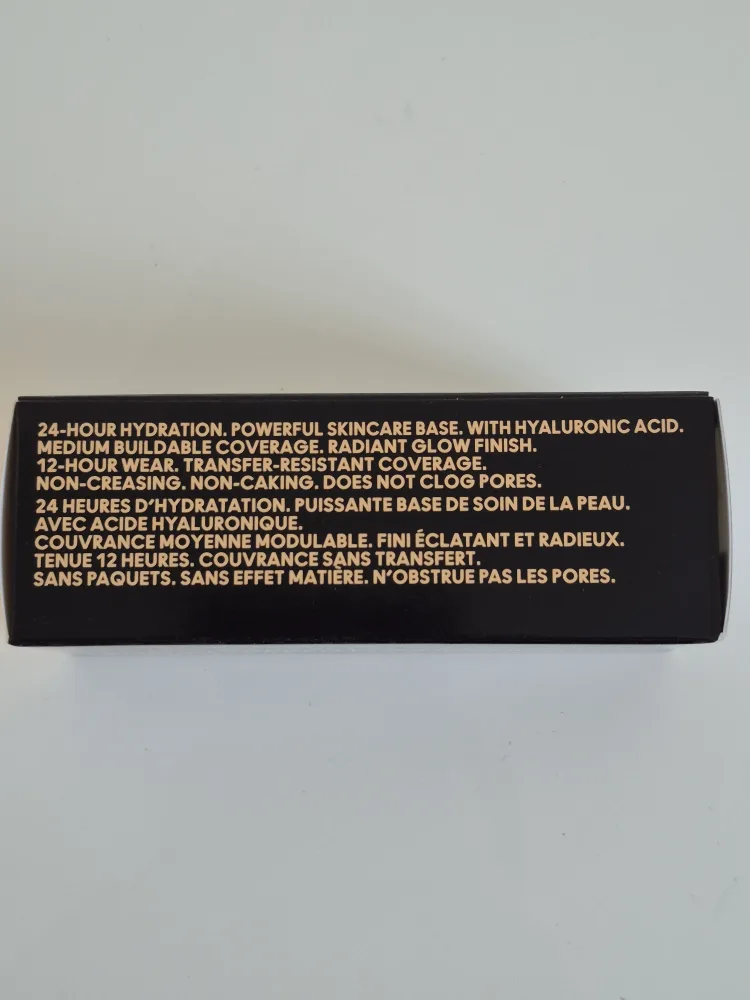 24-HOUR HYDRATION. POWERFUL SKINCARE BASE. WITH HYALURONIC ACID.
MEDIUM BUILDABLE COVERAGE. RADIANT GLOW FINISH.
12-HOUR WEAR. TRANSFER-RESISTANT COVERAGE.
NON-CREASING. NON-CAKING. DOES NOT CLOG PORES.
24 HEURES D'HYDRATATION. PUISSANTE BASE DE SOIN DE LA PEAU.
AVEC ACIDE HYALURONIQUE.
COUVRANCE MOYENNE MODULABLE. FINI ÉCLATANT ET RADIEUX.
TENUE 12 HEURES. COUVRANCE SANS TRANSFERT.
SANS PAQUETS. SANS EFFET MATIÈRE. N'OBSTRUE PAS LES PORES.